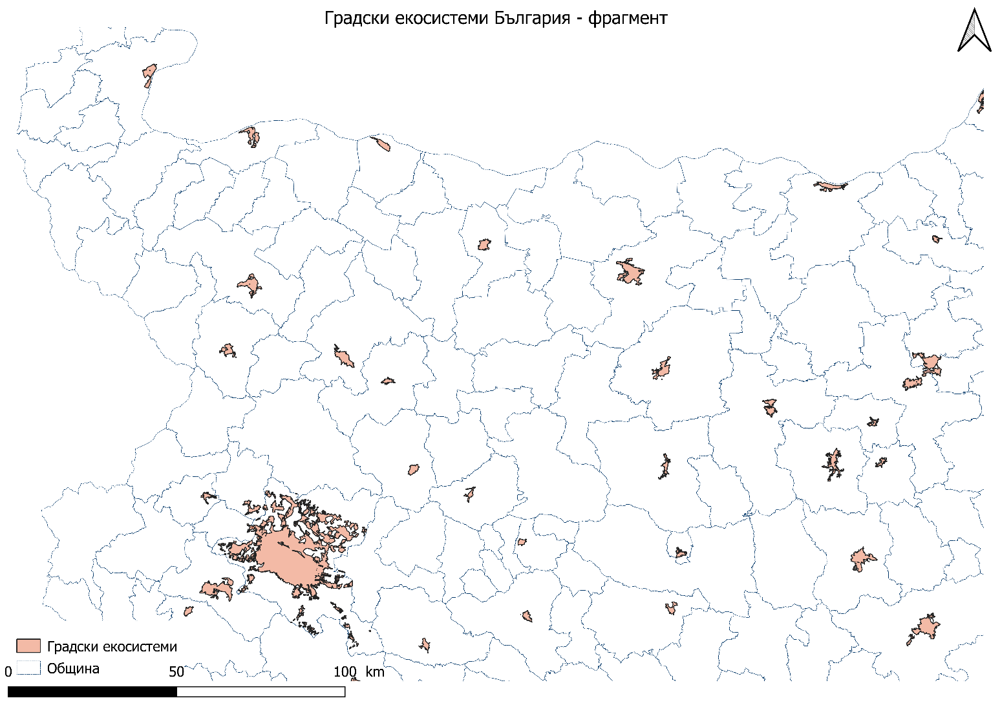 Градски екосистеми България - фрагмент
Градски екосистеми
Община
0 50 100 km